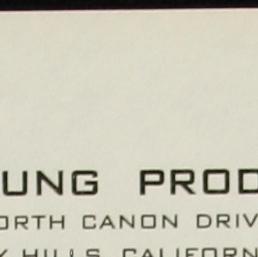 UNG PROD
ORTH CANON DRIV
Y HILLS, CALIFORN